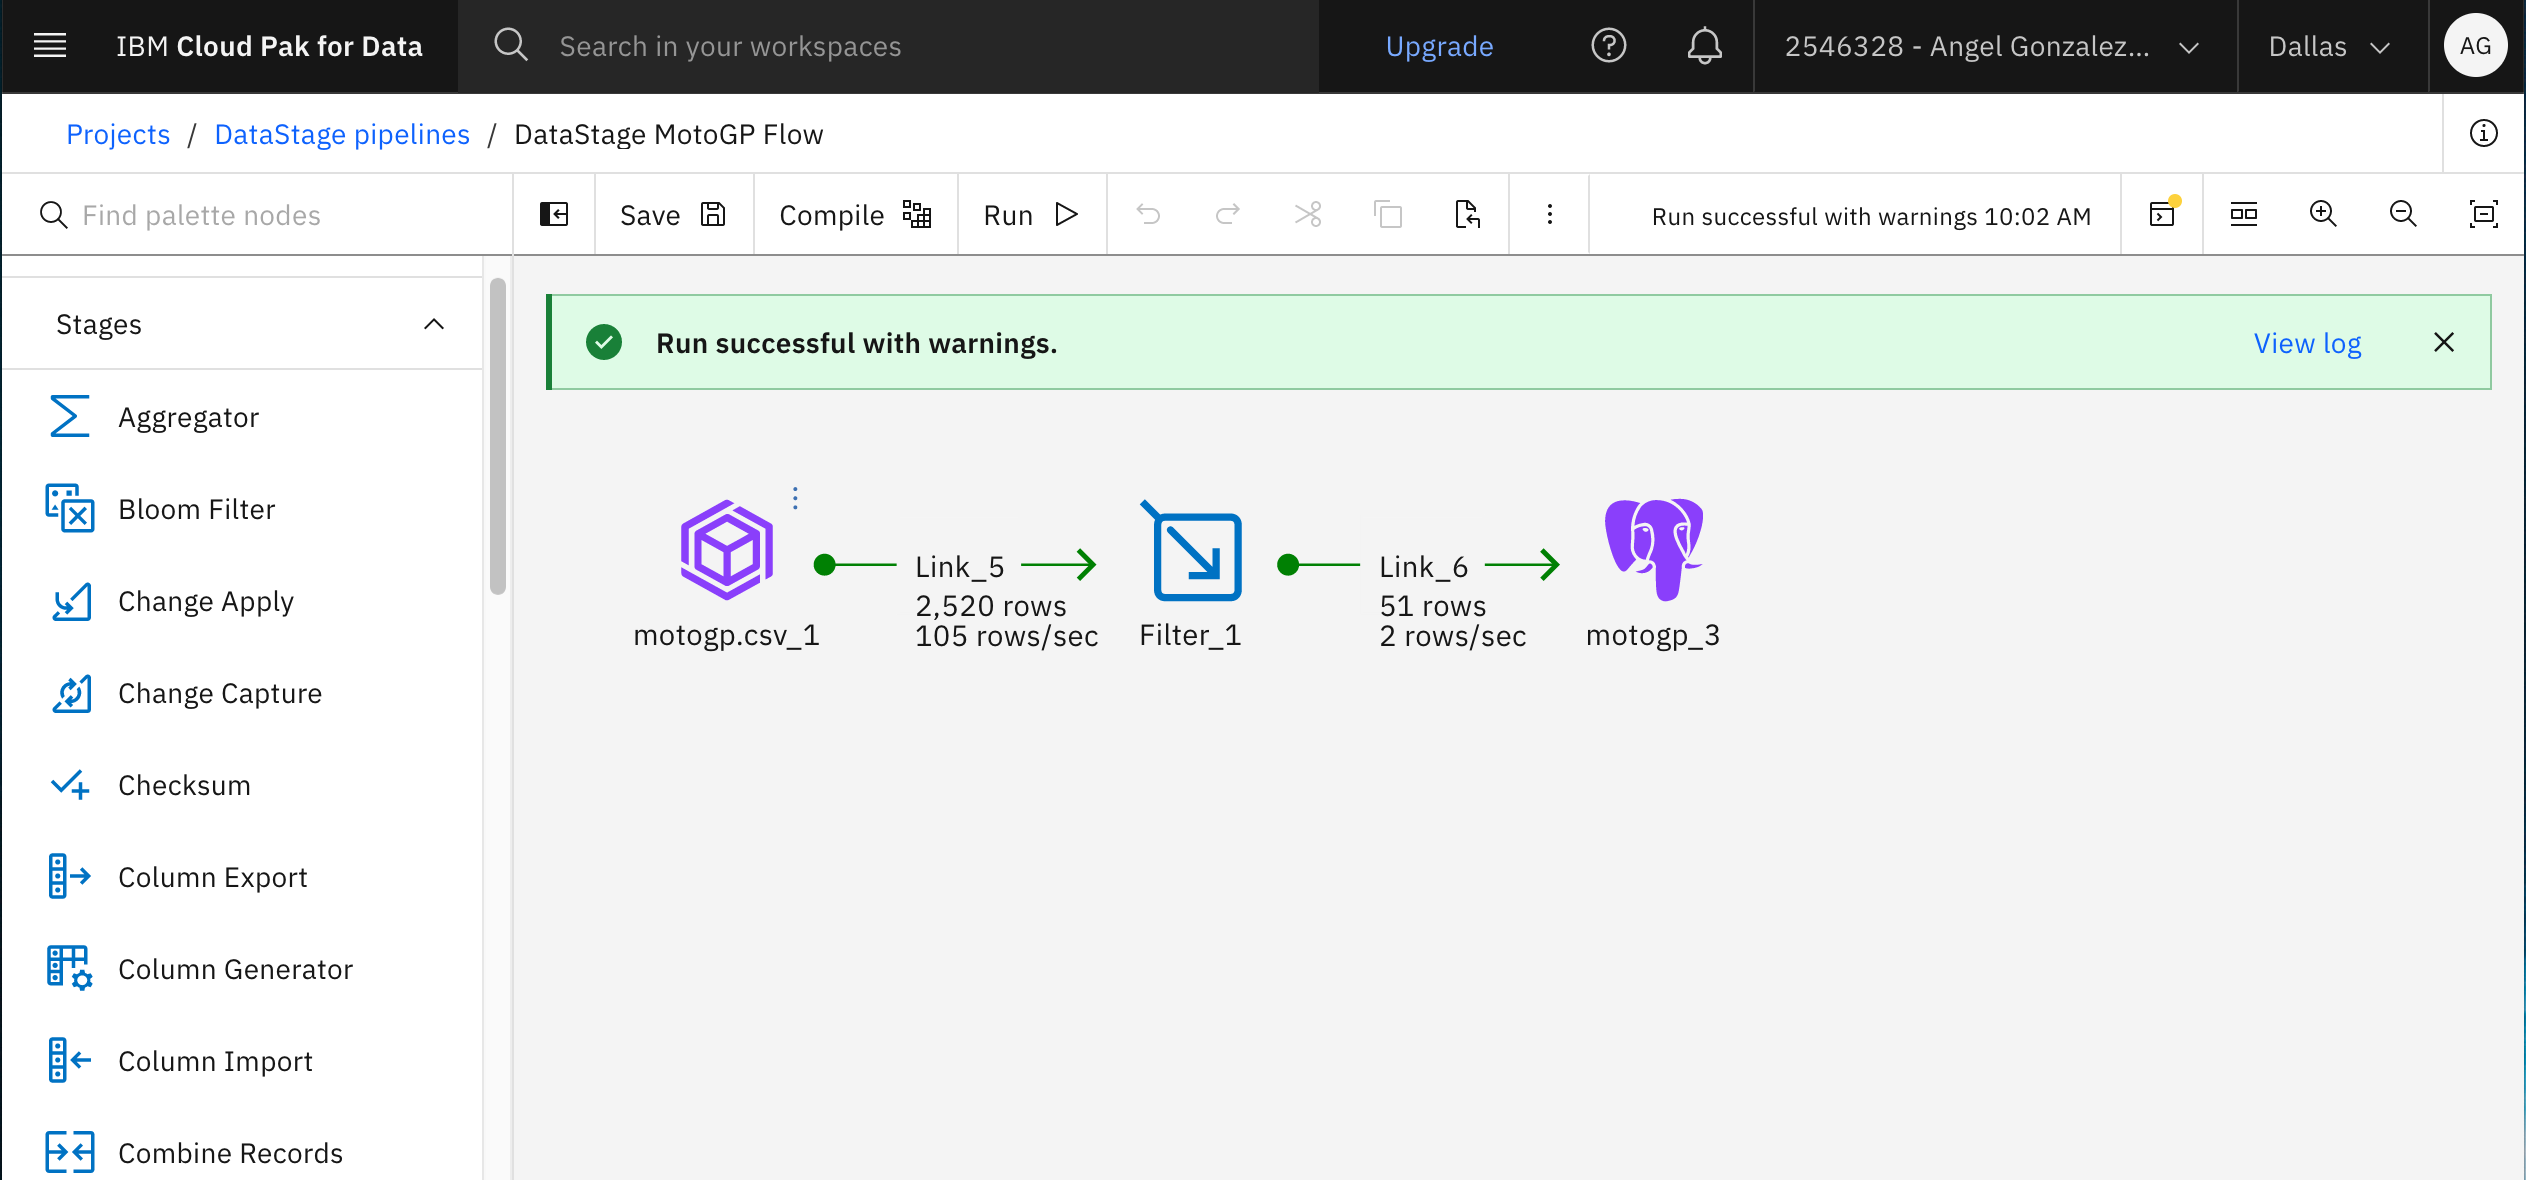 IBM Cloud Pak for Data
Search in your workspaces
Upgrade
2546328 - Angel Gonzalez...
Dallas
AG
Projects / DataStage pipelines / DataStage MotoGP Flow
Find palette nodes
Save
Compile
Run
Run successful with warnings 10:02 AM
Stages
Run successful with warnings.
View log
Aggregator
Bloom Filter
Change Apply
Change Capture
Checksum
Column Export
Column Generator
Column Import
Combine Records
motogp.csv_1
Link_5
2,520 rows
105 rows/sec
Filter_1
Link_6
51 rows
2 rows/sec
motogp_3